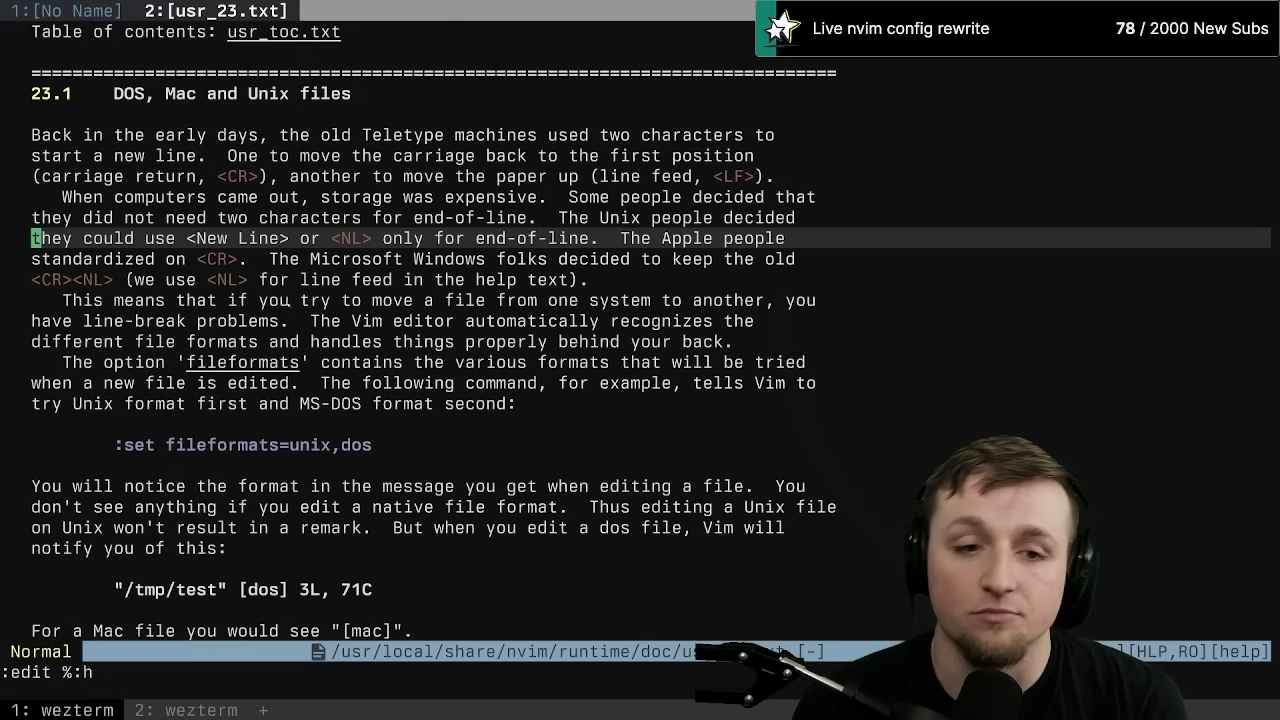 1:[No Name]  2:[usr_23.txt]
Live nvim config rewrite  78 / 2000 New Subs
Table of contents: usr_toc.txt
==============================================================================
23.1    DOS, Mac and Unix files
Back in the early days, the old Teletype machines used two characters to
start a new line.  One to move the carriage back to the first position
(carriage return, <CR>), another to move the paper up (line feed, <LF>).
   When computers came out, storage was expensive.  Some people decided that
they did not need two characters for end-of-line.  The Unix people decided
they could use <New Line> or <NL> only for end-of-line.  The Apple people
standardized on <CR>.  The Microsoft Windows folks decided to keep the old
<CR><NL> (we use <NL> for line feed in the help text).
   This means that if you try to move a file from one system to another, you
have line-break problems.  The Vim editor automatically recognizes the
different file formats and handles things properly behind your back.
   The option 'fileformats' contains the various formats that will be tried
when a new file is edited.  The following command, for example, tells Vim to
try Unix format first and MS-DOS format second:
        :set fileformats=unix,dos
You will notice the format in the message you get when editing a file.  You
don't see anything if you edit a native file format.  Thus editing a Unix file
on Unix won't result in a remark.  But when you edit a dos file, Vim will
notify you of this:
        "/tmp/test" [dos] 3L, 71C
For a Mac file you would see "[mac]".
Normal  /usr/local/share/nvim/runtime/doc/  [-]  [HLP,RO][help]
:edit %:h
1: wezterm  2: wezterm  +